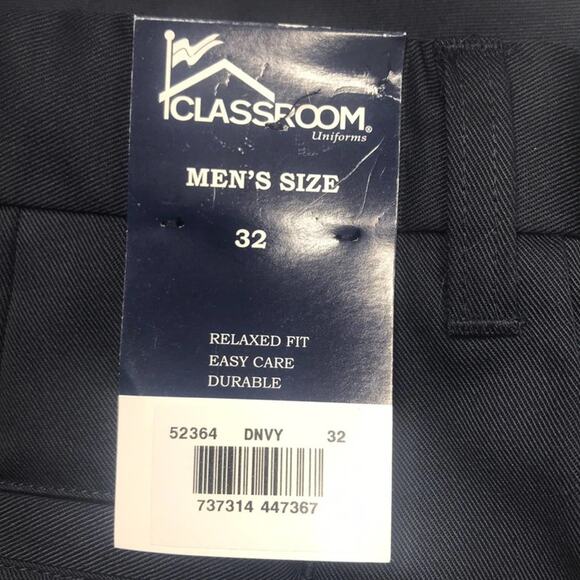 CLASSROOM®
Uniforms
MEN'S SIZE
32
RELAXED FIT
EASY CARE
DURABLE
52364 DNVY 32
737314 447367